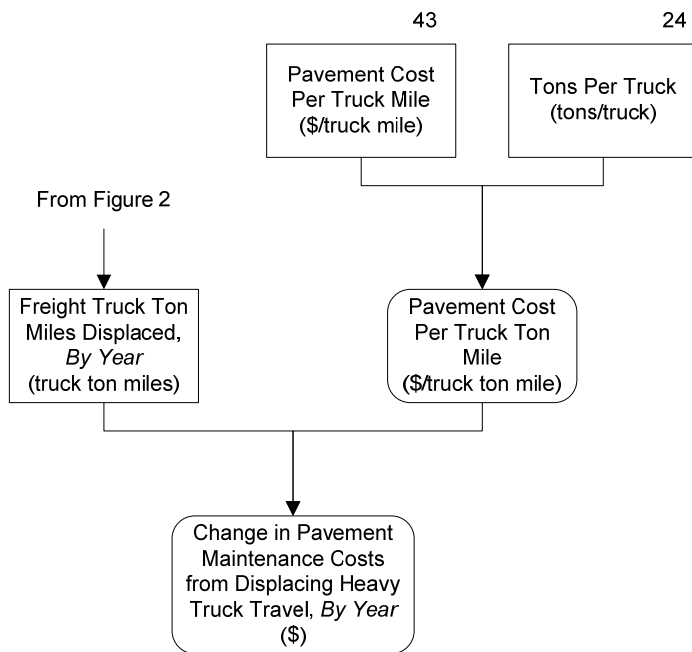 43
24
Pavement Cost
Per Truck Mile
($/truck mile)
Tons Per Truck
(tons/truck)
From Figure 2
Freight Truck Ton
Miles Displaced,
By Year
(truck ton miles)
Pavement Cost
Per Truck Ton
Mile
($/truck ton mile)
Change in Pavement
Maintenance Costs
from Displacing Heavy
Truck Travel, By Year
($)